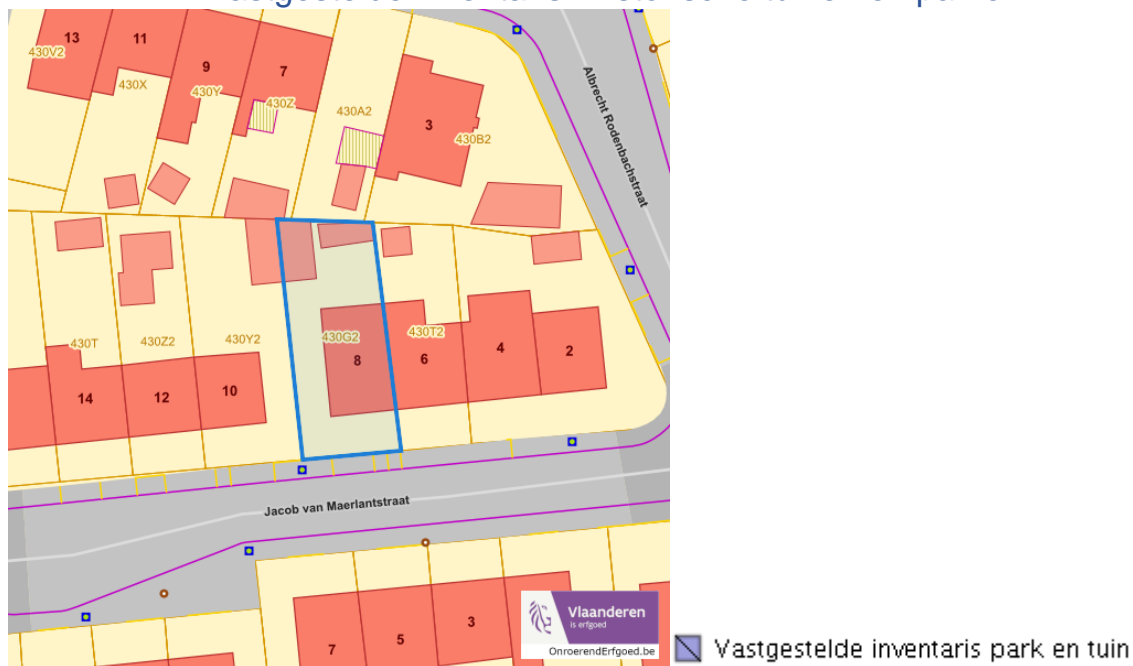 13
11
9
7
430V2
430X
430Y
430Z
430A2
3
430B2
Albrecht Rodenbachstraat
430T
430Z2
430Y2
430G2
430T2
14
12
10
8
6
4
2
Jacob van Maerlantstraat
7
5
3
Vlaanderen
is erfgoed
OnroerendErfgoed.be
Vastgestelde inventaris park en tuin